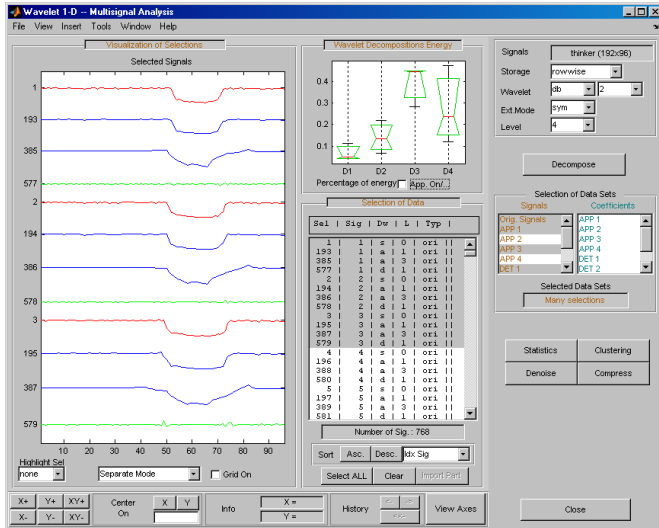 Wavelet 1-D -- Multisignal Analysis
File View Insert Tools Window Help
Visualization of Selections
Selected Signals
1
193
385
577
2
194
386
578
3
195
387
579
10 20 30 40 50 60 70 80 90
Highlight Sel
none
Separate Mode
Grid On
Wavelet Decompositions Energy
0.4
0.3
0.2
0.1
D1 D2 D3 D4
Percentage of energy App. On/...
Selection of Data
Sel | Sig | Dw | L | Typ |
1 | 1 | s | 0 | ori ||
193 | 1 | a | 1 | ori ||
385 | 1 | a | 3 | ori ||
577 | 1 | d | 1 | ori ||
2 | 2 | s | 0 | ori ||
194 | 2 | a | 1 | ori ||
386 | 2 | a | 3 | ori ||
578 | 2 | d | 1 | ori ||
3 | 3 | s | 0 | ori ||
195 | 3 | a | 1 | ori ||
387 | 3 | a | 3 | ori ||
579 | 3 | d | 1 | ori ||
4 | 4 | s | 0 | ori ||
196 | 4 | a | 1 | ori ||
388 | 4 | a | 3 | ori ||
580 | 4 | d | 1 | ori ||
5 | 5 | s | 0 | ori ||
197 | 5 | a | 1 | ori ||
389 | 5 | a | 3 | ori ||
581 | 5 | d | 1 | ori ||
Number of Sig. : 768
Sort Asc. Desc. Idx Sig
Select ALL Clear Import Part
Signals thinker (192x96)
Storage rowwise
Wavelet db 2
Ext.Mode sym
Level 4
Decompose
Selection of Data Sets
Signals Coefficients
Orig. Signals APP 1
APP 1 APP 2
APP 2 APP 3
APP 3 APP 4
APP 4 DET 1
DET 1 DET 2
Selected Data Sets
Many selections
Statistics Clustering
Denoise Compress
X+ Y+ XY+
X- Y- XY-
Center On X Y
Info X = Y =
History <- -> <<-
View Axes
Close